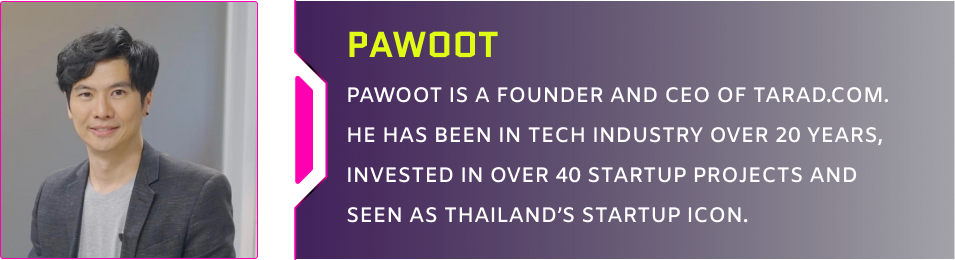 PAWOOT
PAWOOT IS A FOUNDER AND CEO OF TARAD.COM.
HE HAS BEEN IN TECH INDUSTRY OVER 20 YEARS,
INVESTED IN OVER 40 STARTUP PROJECTS AND
SEEN AS THAILAND’S STARTUP ICON.